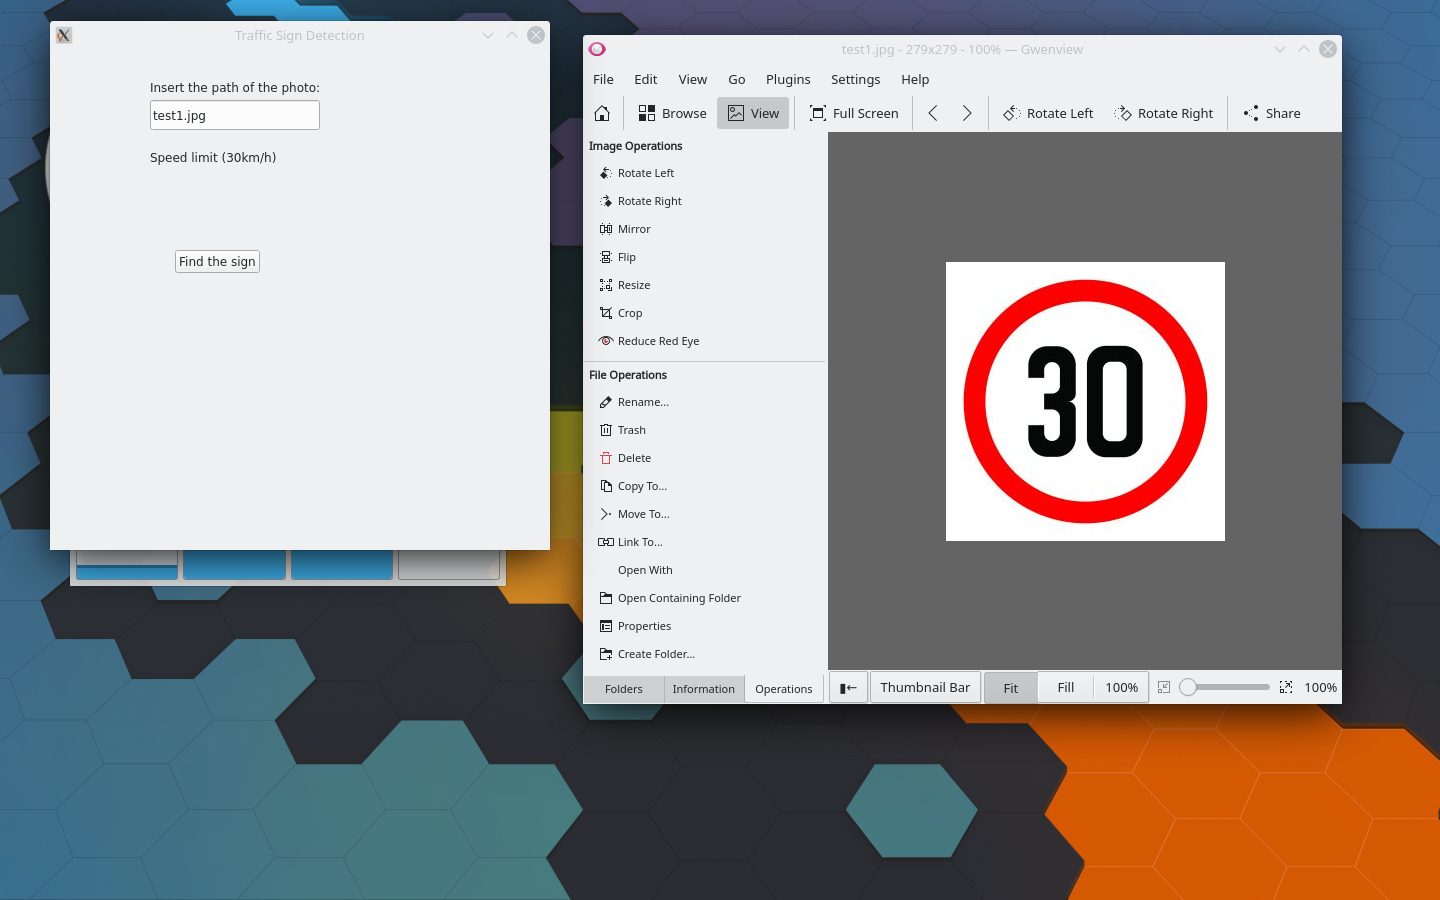 Traffic Sign Detection
Insert the path of the photo:
test1.jpg
Speed limit (30km/h)
Find the sign
test1.jpg - 279x279 - 100% — Gwenview
File Edit View Go Plugins Settings Help
Browse View Full Screen Rotate Left Rotate Right Share
Image Operations
Rotate Left
Rotate Right
Mirror
Flip
Resize
Crop
Reduce Red Eye
File Operations
Rename...
Trash
Delete
Copy To...
Move To...
Link To...
Open With
Open Containing Folder
Properties
Create Folder...
Folders Information Operations
30
Thumbnail Bar Fit Fill 100% 100%